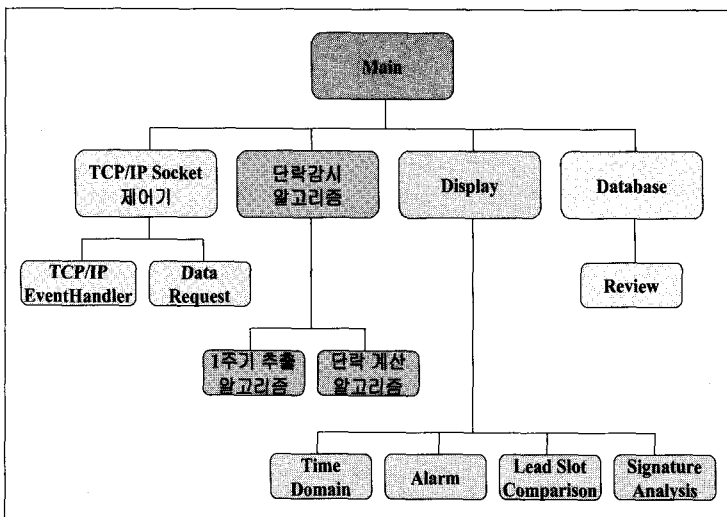 Main
TCP/IP Socket
제어기
단락감시
알고리즘
Display
Database
TCP/IP
EventHandler
Data
Request
Review
1주기 추출
알고리즘
단락 계산
알고리즘
Time
Domain
Alarm
Lead Slot
Comparison
Signature
Analysis